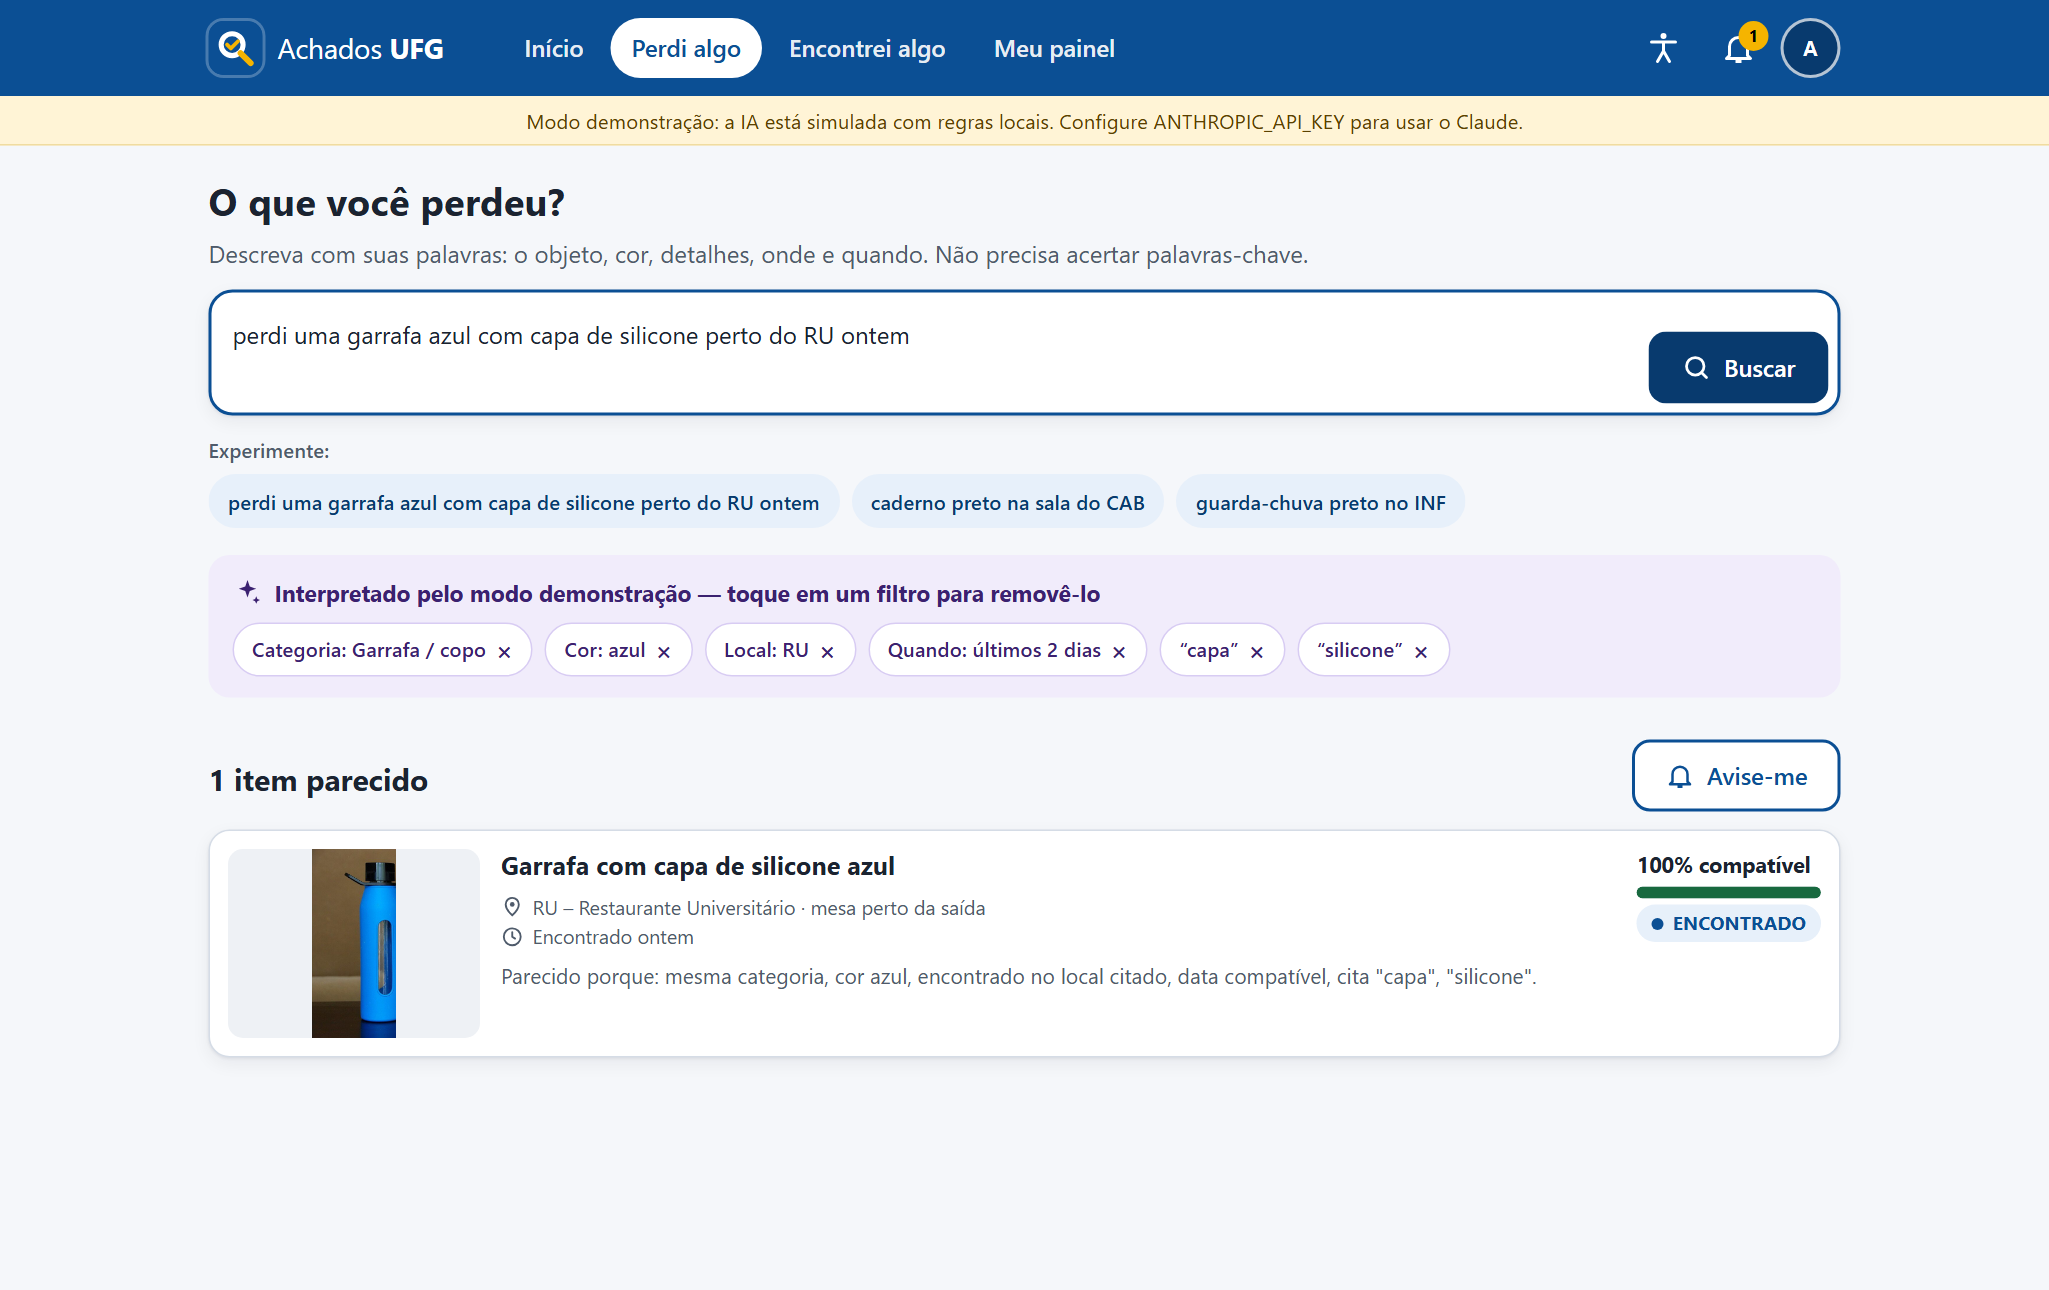 Achados UFG
Início
Perdi algo
Encontrei algo
Meu painel
1
A
Modo demonstração: a IA está simulada com regras locais. Configure ANTHROPIC_API_KEY para usar o Claude.
O que você perdeu?
Descreva com suas palavras: o objeto, cor, detalhes, onde e quando. Não precisa acertar palavras-chave.
perdi uma garrafa azul com capa de silicone perto do RU ontem
Buscar
Experimente:
perdi uma garrafa azul com capa de silicone perto do RU ontem
caderno preto na sala do CAB
guarda-chuva preto no INF
Interpretado pelo modo demonstração — toque em um filtro para removê-lo
Categoria: Garrafa / copo ×
Cor: azul ×
Local: RU ×
Quando: últimos 2 dias ×
“capa” ×
“silicone” ×
1 item parecido
Avise-me
Garrafa com capa de silicone azul
100% compatível
RU – Restaurante Universitário · mesa perto da saída
ENCONTRADO
Encontrado ontem
Parecido porque: mesma categoria, cor azul, encontrado no local citado, data compatível, cita "capa", "silicone".